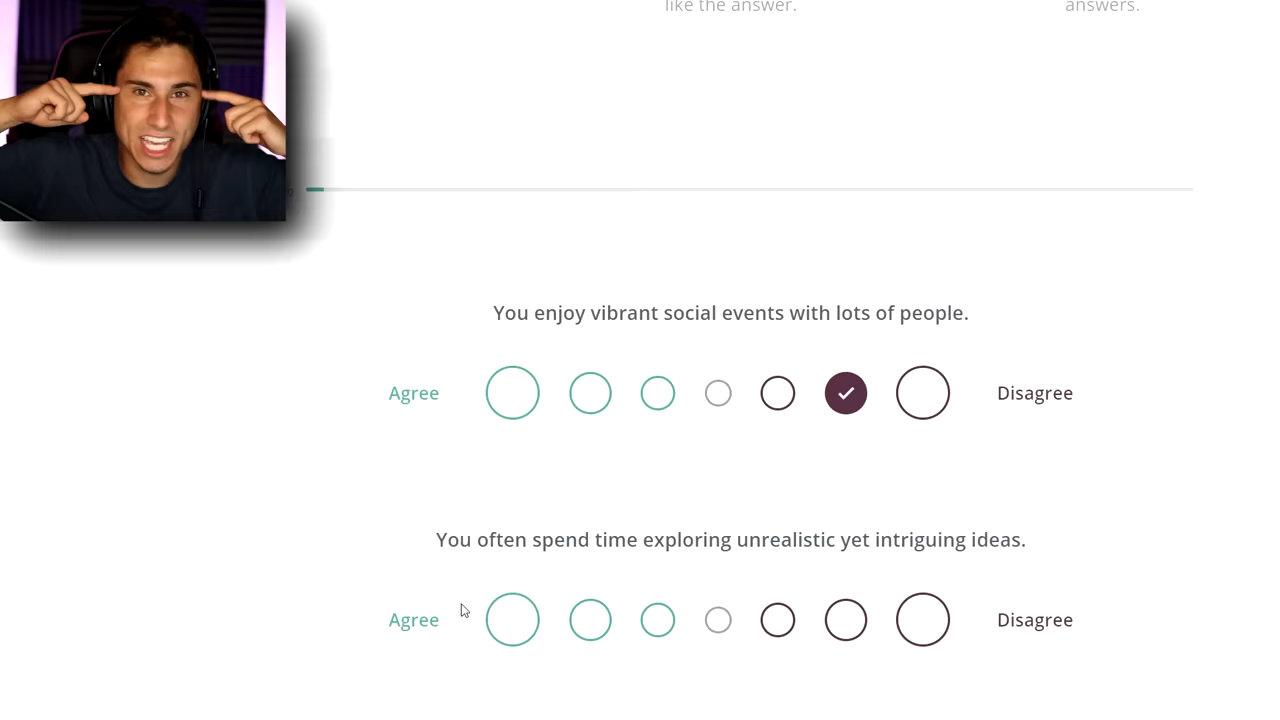 like the answer.
answers.
You enjoy vibrant social events with lots of people.
Agree
Disagree
You often spend time exploring unrealistic yet intriguing ideas.
Agree
Disagree